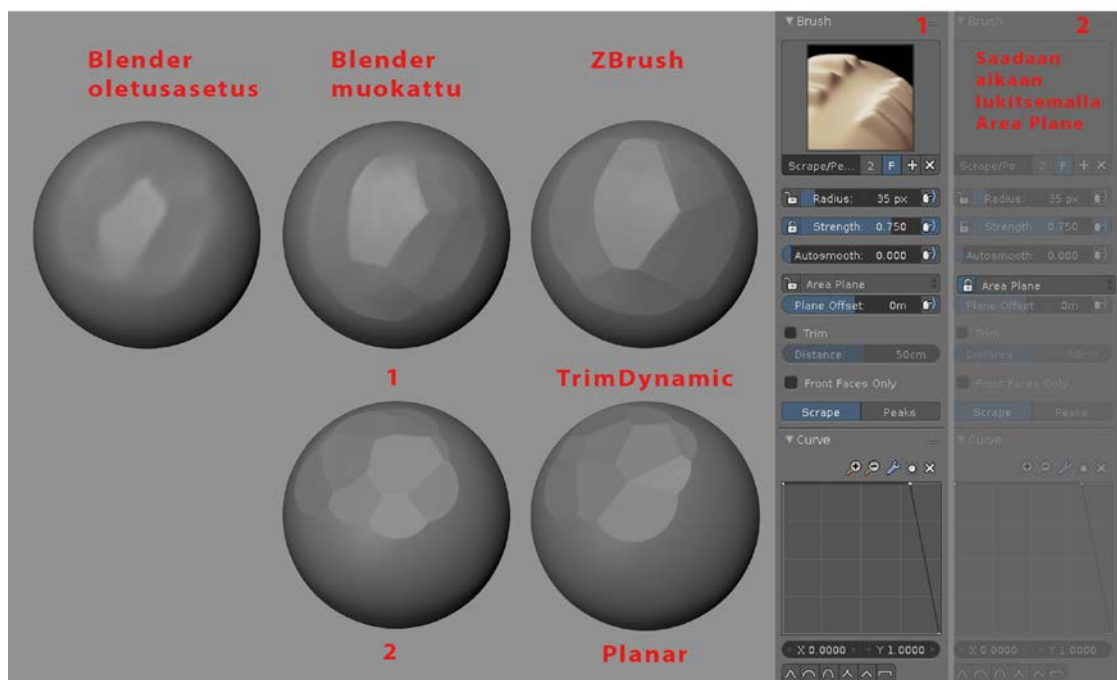 Blender
oletusasetus
Blender
muokattu
ZBrush
1
TrimDynamic
2
Planar
Brush
1
Scrape/Pe...
2
F
Radius: 35 px
Strength: 0.750
Autosmooth: 0.000
Area Plane
Plane Offset: 0m
Trim
Distance: 50cm
Front Faces Only
Scrape Peaks
Curve
X 0.0000 Y 1.0000
Brush
2
Saadaan
aikaan
lukitsemalla
Area Plane
Scrape/Pe...
2
F
Radius: 35 px
Strength: 0.750
Autosmooth: 0.000
Area Plane
Plane Offset: 0m
Trim
Distance: 50cm
Front Faces Only
Scrape Peaks
Curve
X 0.0000 Y 1.0000